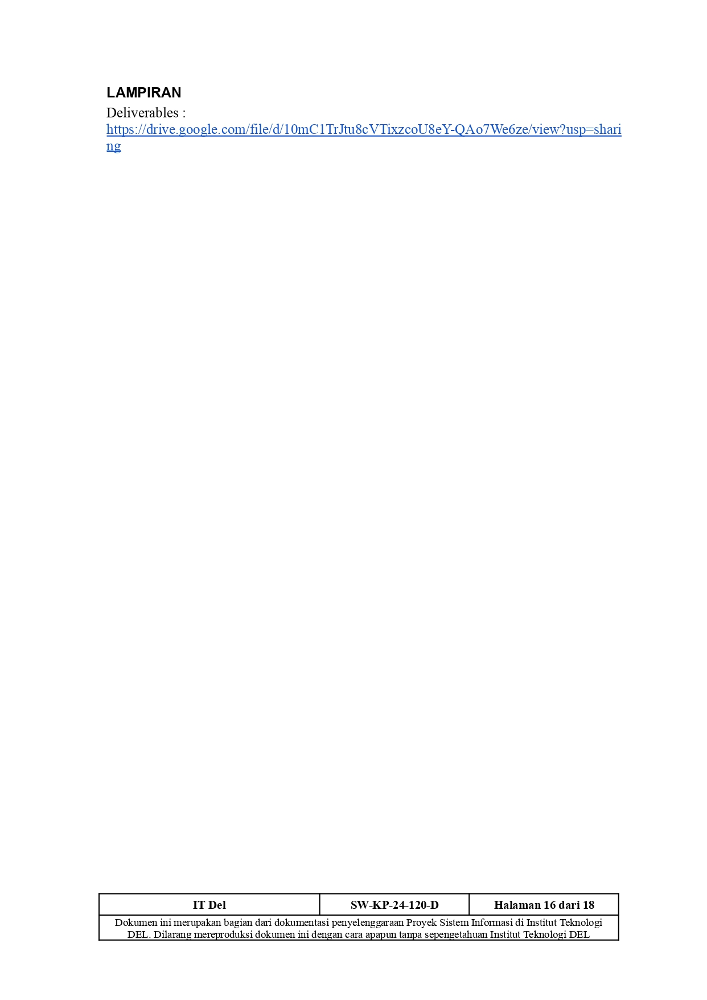 LAMPIRAN
Deliverables :
https://drive.google.com/file/d/10mC1TrJtu8cVTixzcoU8eY-QAo7We6ze/view?usp=shari
ng
IT Del SW-KP-24-120-D Halaman 16 dari 18
Dokumen ini merupakan bagian dari dokumentasi penyelenggaraan Proyek Sistem Informasi di Institut Teknologi
DEL. Dilarang mereproduksi dokumen ini dengan cara apapun tanpa sepengetahuan Institut Teknologi DEL